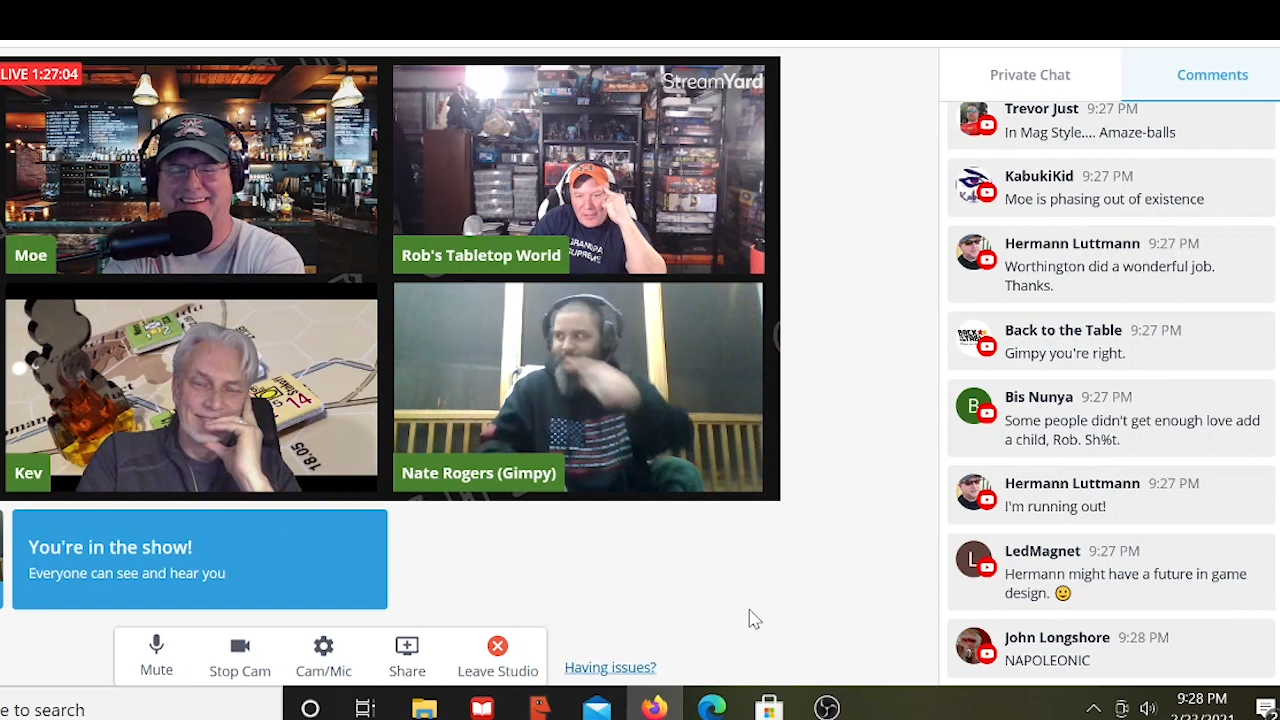 LIVE 1:27:04
StreamYard
Moe
Rob's Tabletop World
GRANDPA
SUPREME
Kev
14
18.05
Nate Rogers (Gimpy)
You're in the show!
Everyone can see and hear you
Mute
Stop Cam
Cam/Mic
Share
Leave Studio
Having issues?
Private Chat
Comments
Trevor Just 9:27 PM
In Mag Style.... Amaze-balls
KabukiKid 9:27 PM
Moe is phasing out of existence
Hermann Luttmann 9:27 PM
Worthington did a wonderful job.
Thanks.
Back to the Table 9:27 PM
Gimpy you're right.
B
Bis Nunya 9:27 PM
Some people didn't get enough love add
a child, Rob. Sh%t.
Hermann Luttmann 9:27 PM
I'm running out!
L
LedMagnet 9:27 PM
Hermann might have a future in game
design. 🙂
John Longshore 9:28 PM
NAPOLEONIC
e to search
9:28 PM